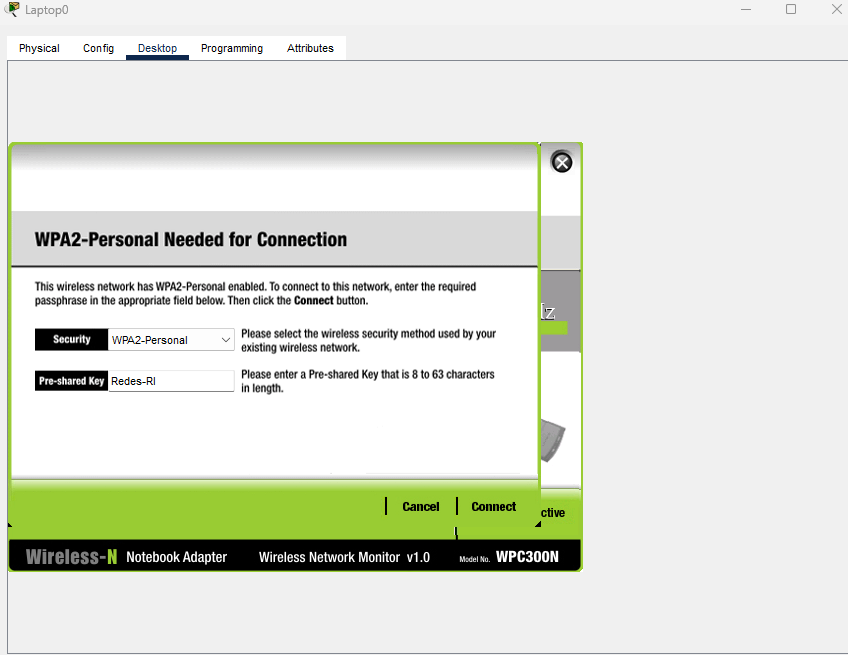 Laptop0
Physical Config Desktop Programming Attributes
WPA2-Personal Needed for Connection
This wireless network has WPA2-Personal enabled. To connect to this network, enter the required
passphrase in the appropriate field below. Then click the Connect button.
Security WPA2-Personal Please select the wireless security method used by your
existing wireless network.
Pre-shared Key Redes-RI Please enter a Pre-shared Key that is 8 to 63 characters
in length.
Cancel Connect
ctive
Wireless-N Notebook Adapter Wireless Network Monitor v1.0 Model No. WPC300N